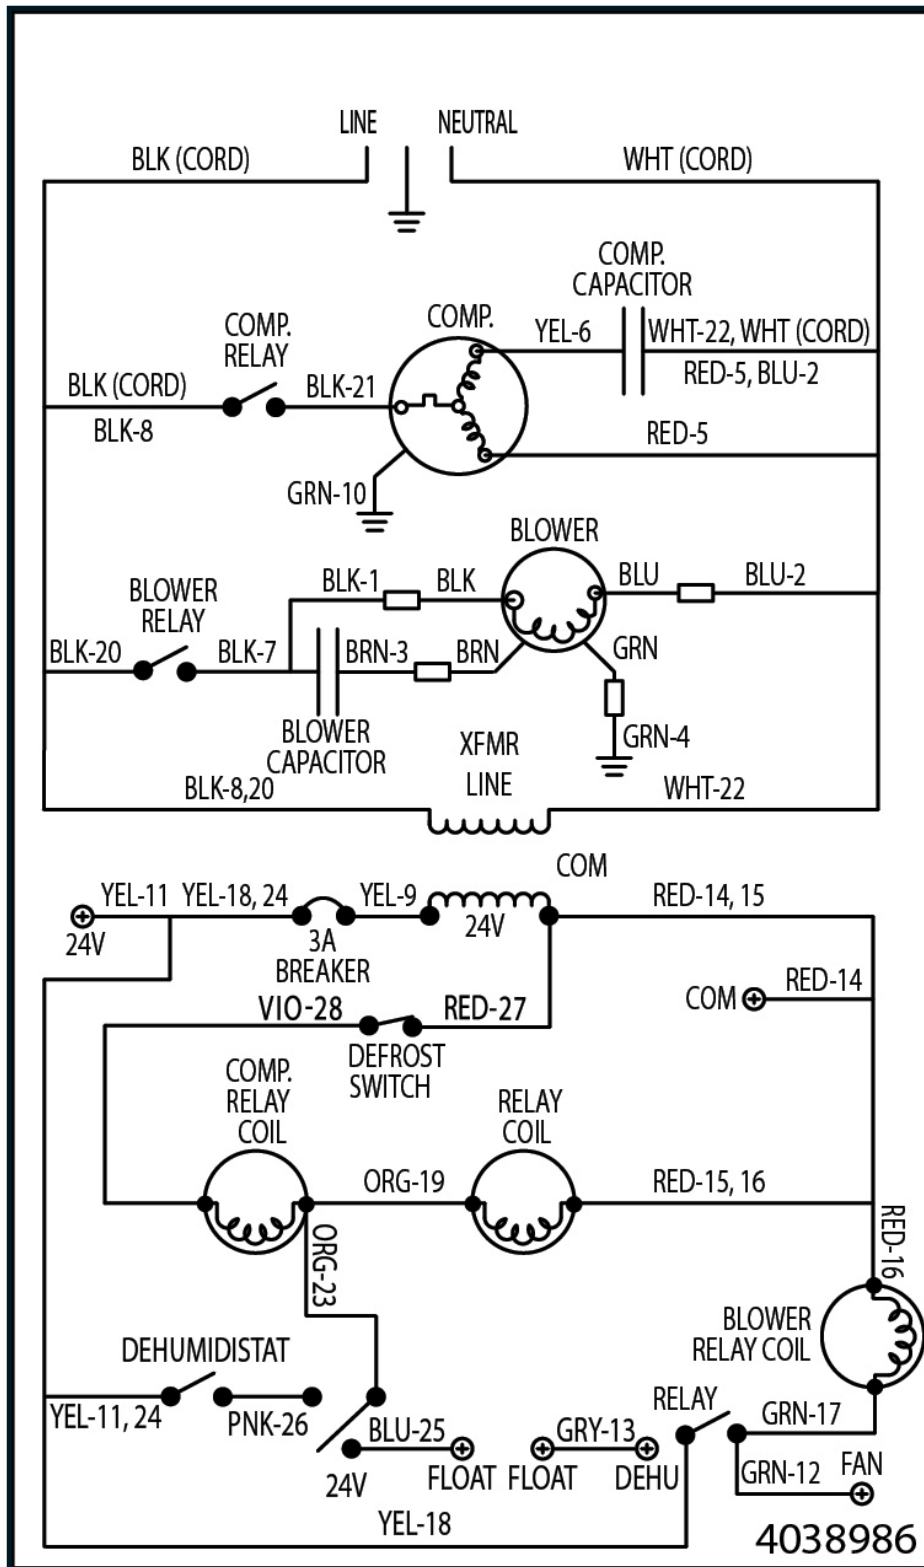 LINE
NEUTRAL
BLK (CORD)
WHT (CORD)
COMP.
CAPACITOR
COMP.
RELAY
COMP.
YEL-6
WHT-22, WHT (CORD)
RED-5, BLU-2
BLK (CORD)
BLK-8
BLK-21
RED-5
GRN-10
BLOWER
BLOWER
RELAY
BLK-1
BLK
BLU
BLU-2
BLK-20
BLK-7
BRN-3
BRN
GRN
BLOWER
CAPACITOR
XFMR
LINE
GRN-4
BLK-8,20
WHT-22
COM
YEL-11
YEL-18, 24
YEL-9
RED-14, 15
24V
3A
BREAKER
24V
COM
RED-14
VIO-28
RED-27
DEFROST
SWITCH
COMP.
RELAY
COIL
RELAY
COIL
ORG-19
RED-15, 16
ORG-23
RED-16
BLOWER
RELAY COIL
DEHUMIDISTAT
YEL-11, 24
PNK-26
BLU-25
GRY-13
RELAY
GRN-17
24V
FLOAT
FLOAT
DEHU
GRN-12
FAN
YEL-18
4038986